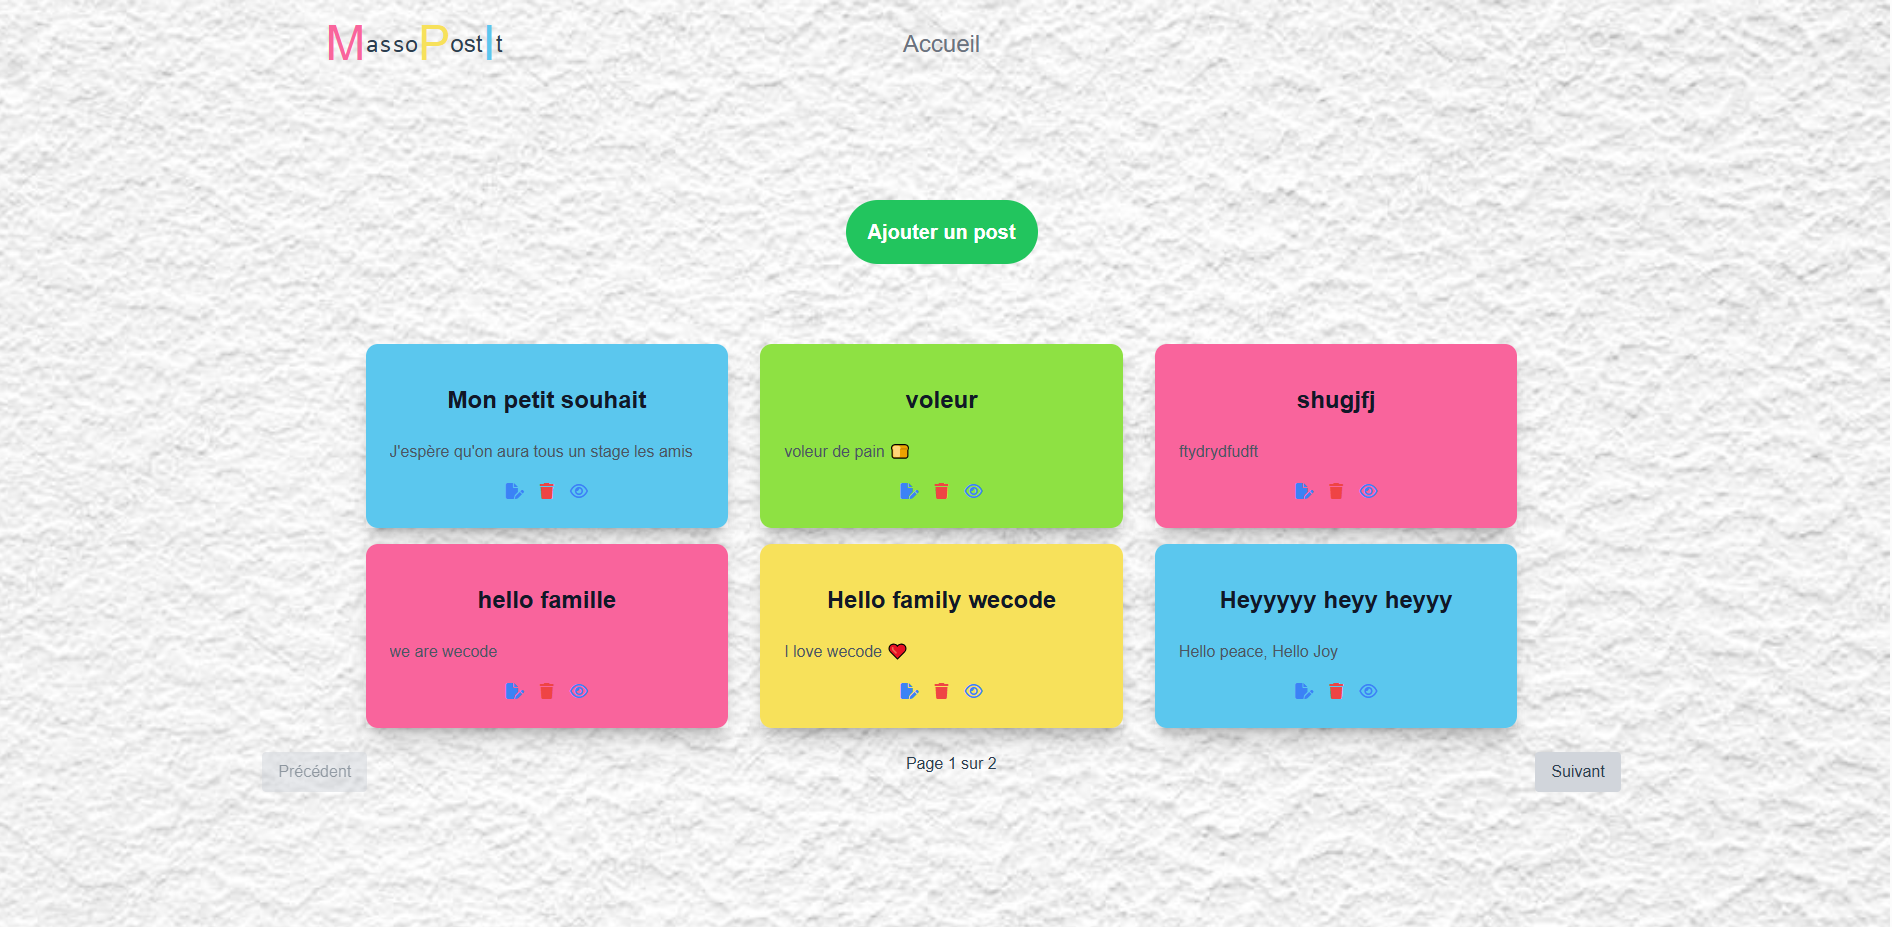 MassoPostIt
Accueil
Ajouter un post
Mon petit souhait
J'espère qu'on aura tous un stage les amis
voleur
voleur de pain 🍞
shugjfj
ftydrydfudft
hello famille
we are wecode
Hello family wecode
I love wecode ❤️
Heyyyyy heyy heyyy
Hello peace, Hello Joy
Précédent
Page 1 sur 2
Suivant